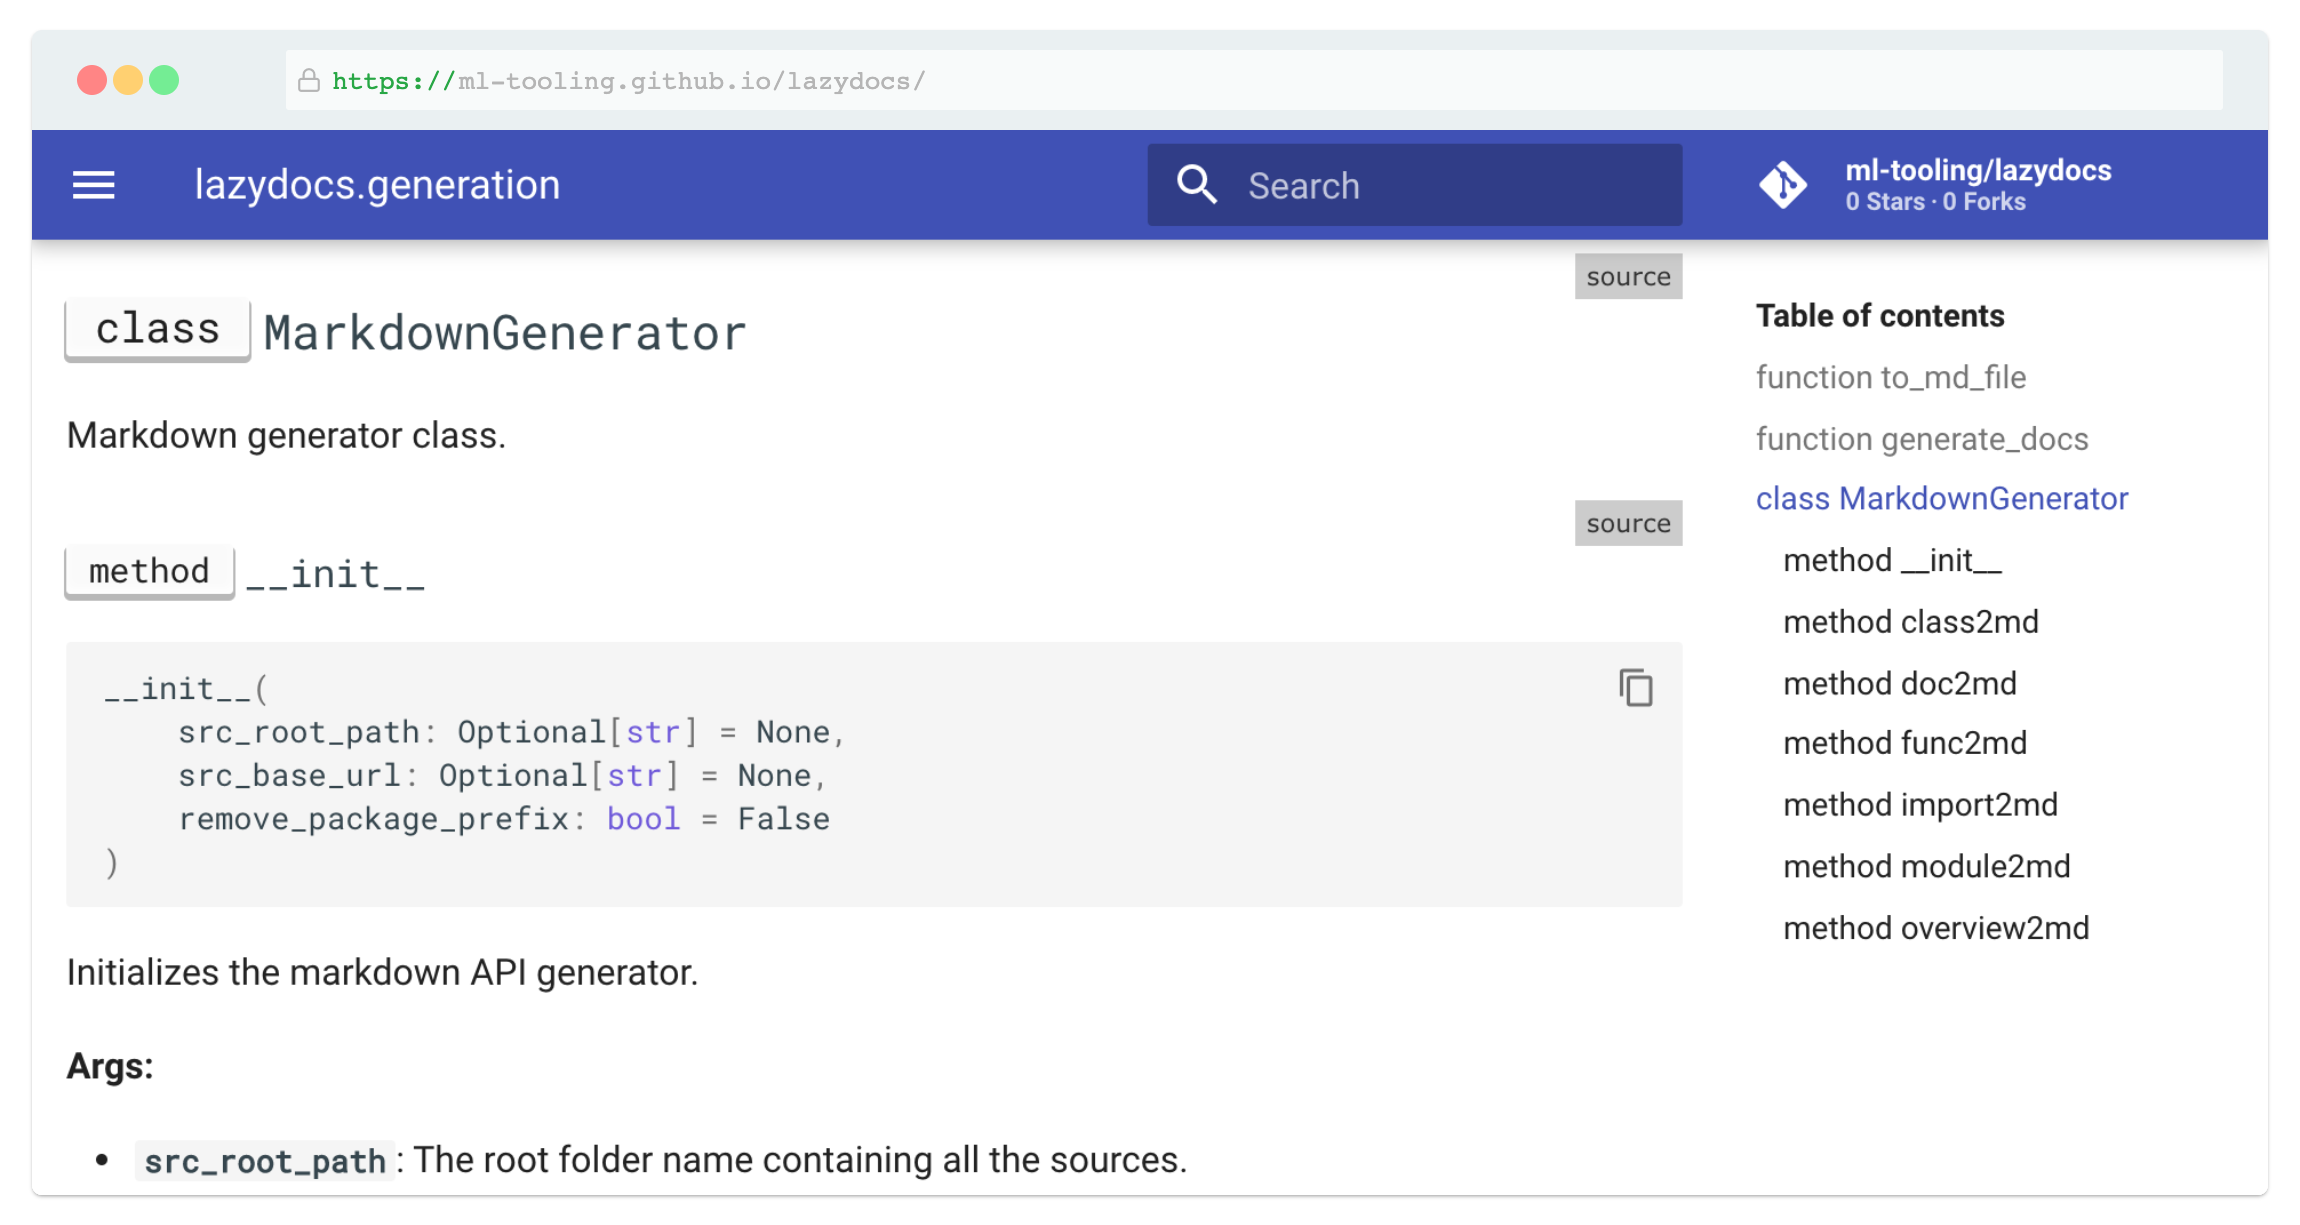 https://ml-tooling.github.io/lazydocs/
lazydocs.generation
Search
ml-tooling/lazydocs
0 Stars · 0 Forks
source
class MarkdownGenerator
Markdown generator class.
source
method __init__
__init__(
    src_root_path: Optional[str] = None,
    src_base_url: Optional[str] = None,
    remove_package_prefix: bool = False
)
Initializes the markdown API generator.
Args:
• src_root_path: The root folder name containing all the sources.
Table of contents
function to_md_file
function generate_docs
class MarkdownGenerator
method __init__
method class2md
method doc2md
method func2md
method import2md
method module2md
method overview2md